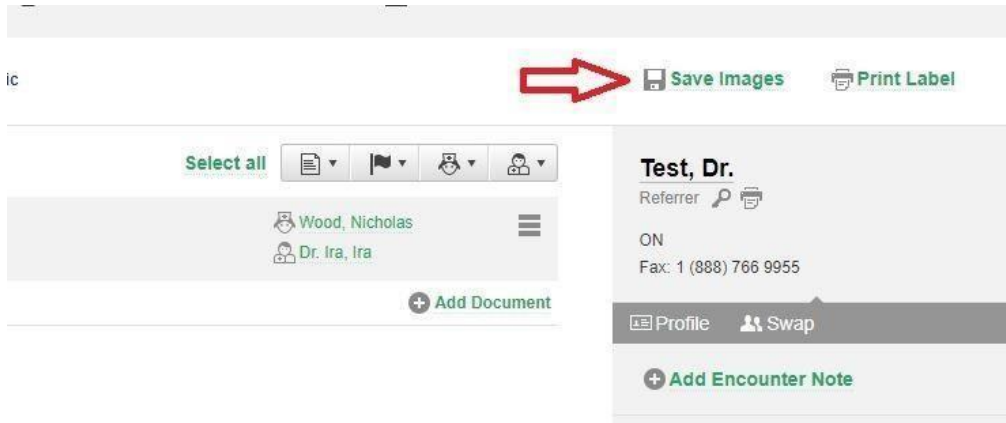 ic
Save Images
Print Label
Select all
Wood, Nicholas
Dr. Ira, Ira
Add Document
Test, Dr.
Referrer
ON
Fax: 1 (888) 766 9955
Profile
Swap
Add Encounter Note